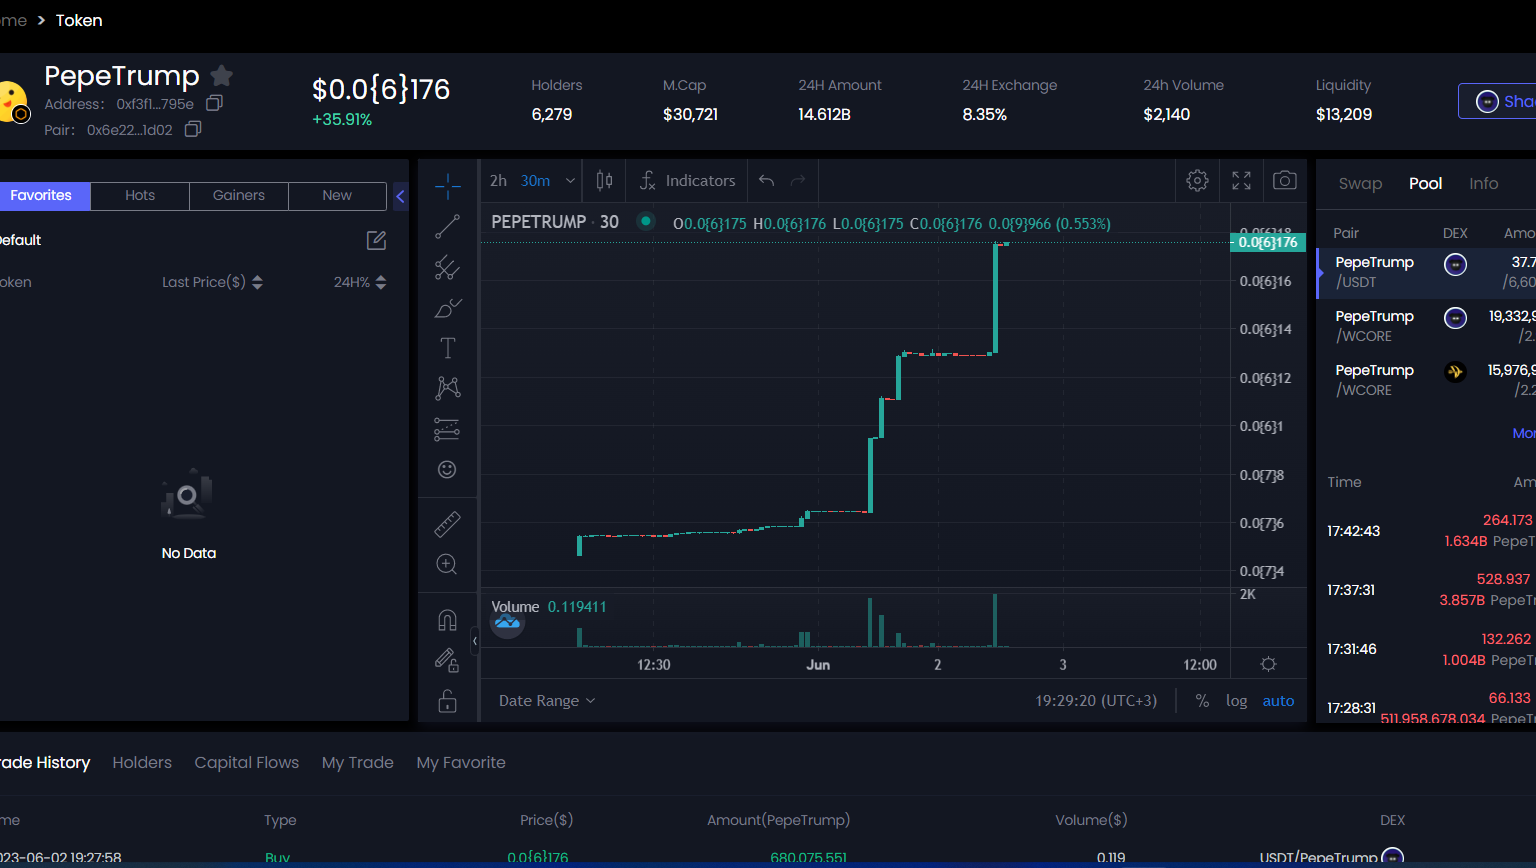 ome > Token
PepeTrump
Address: 0xf3f1...795e
Pair: 0x6e22...1d02
$0.0{6}176
+35.91%
Holders
6,279
M.Cap
$30,721
24H Amount
14.612B
24H Exchange
8.35%
24h Volume
$2,140
Liquidity
$13,209
Sha
Favorites Hots Gainers New
Default
oken Last Price($) 24H%
No Data
2h 30m Indicators
PEPETRUMP · 30 O0.0{6}175 H0.0{6}176 L0.0{6}175 C0.0{6}176 0.0{9}966 (0.553%)
0.0{6}18
0.0{6}176
0.0{6}16
0.0{6}14
0.0{6}12
0.0{6}1
0.0{7}8
0.0{7}6
0.0{7}4
Volume 0.119411
2K
12:30 Jun 2 3 12:00
Date Range 19:29:20 (UTC+3) % log auto
Swap Pool Info
Pair DEX Amo
PepeTrump 37.7
/USDT /6,60
PepeTrump 19,332,9
/WCORE /2.
PepeTrump 15,976,9
/WCORE /2.2
Mor
Time Am
17:42:43 264.173
1.634B PepeT
17:37:31 528.937
3.857B PepeTr
17:31:46 132.262
1.004B PepeTr
17:28:31 66.133
511,958,678.034 PepeTr
rade History Holders Capital Flows My Trade My Favorite
me Type Price($) Amount(PepeTrump) Volume($) DEX
023-06-02 19:27:58 Buy 0.0{6}176 680,075.551 0.119 USDT/PepeTrump